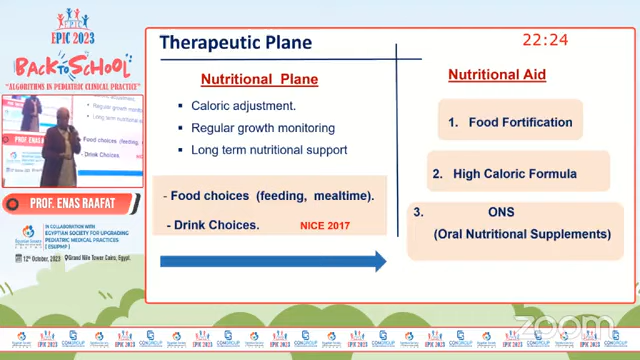 EPIC 2023
BACK to SCHOOL
"ALGORITHMS IN PEDIATRIC CLINICAL PRACTICE"
PROF. ENAS RAAFAT
IN COLLABORATION WITH
EGYPTIAN SOCIETY FOR UPGRADING
PEDIATRIC MEDICAL PRACTICES
(ESUPMP)
12th October, 2023 Grand Nile Tower Cairo, Egypt.
Therapeutic Plane
22:24
Nutritional Plane
▪ Caloric adjustment.
▪ Regular growth monitoring
▪ Long term nutritional support
- Food choices (feeding, mealtime).
- Drink Choices. NICE 2017
Nutritional Aid
1. Food Fortification
2. High Caloric Formula
3. ONS
(Oral Nutritional Supplements)
zoom